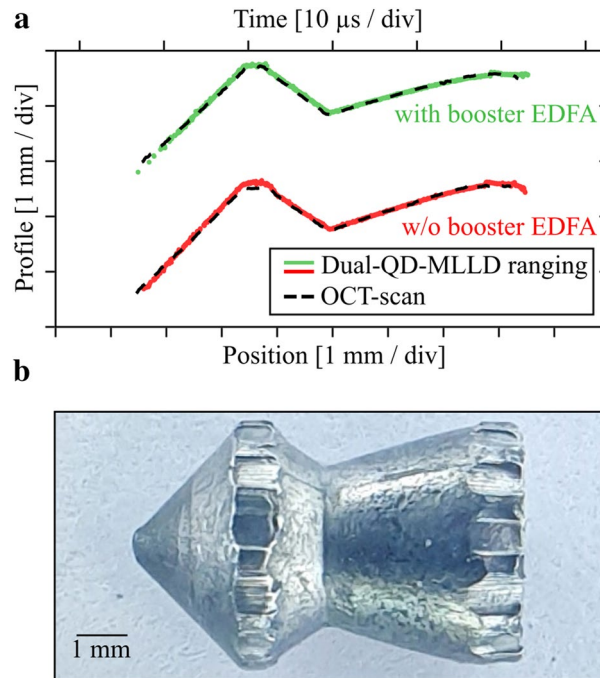 a
Time [10 µs / div]
Profile [1 mm / div]
with booster EDFA
w/o booster EDFA
Dual-QD-MLLD ranging
OCT-scan
Position [1 mm / div]
b
1 mm